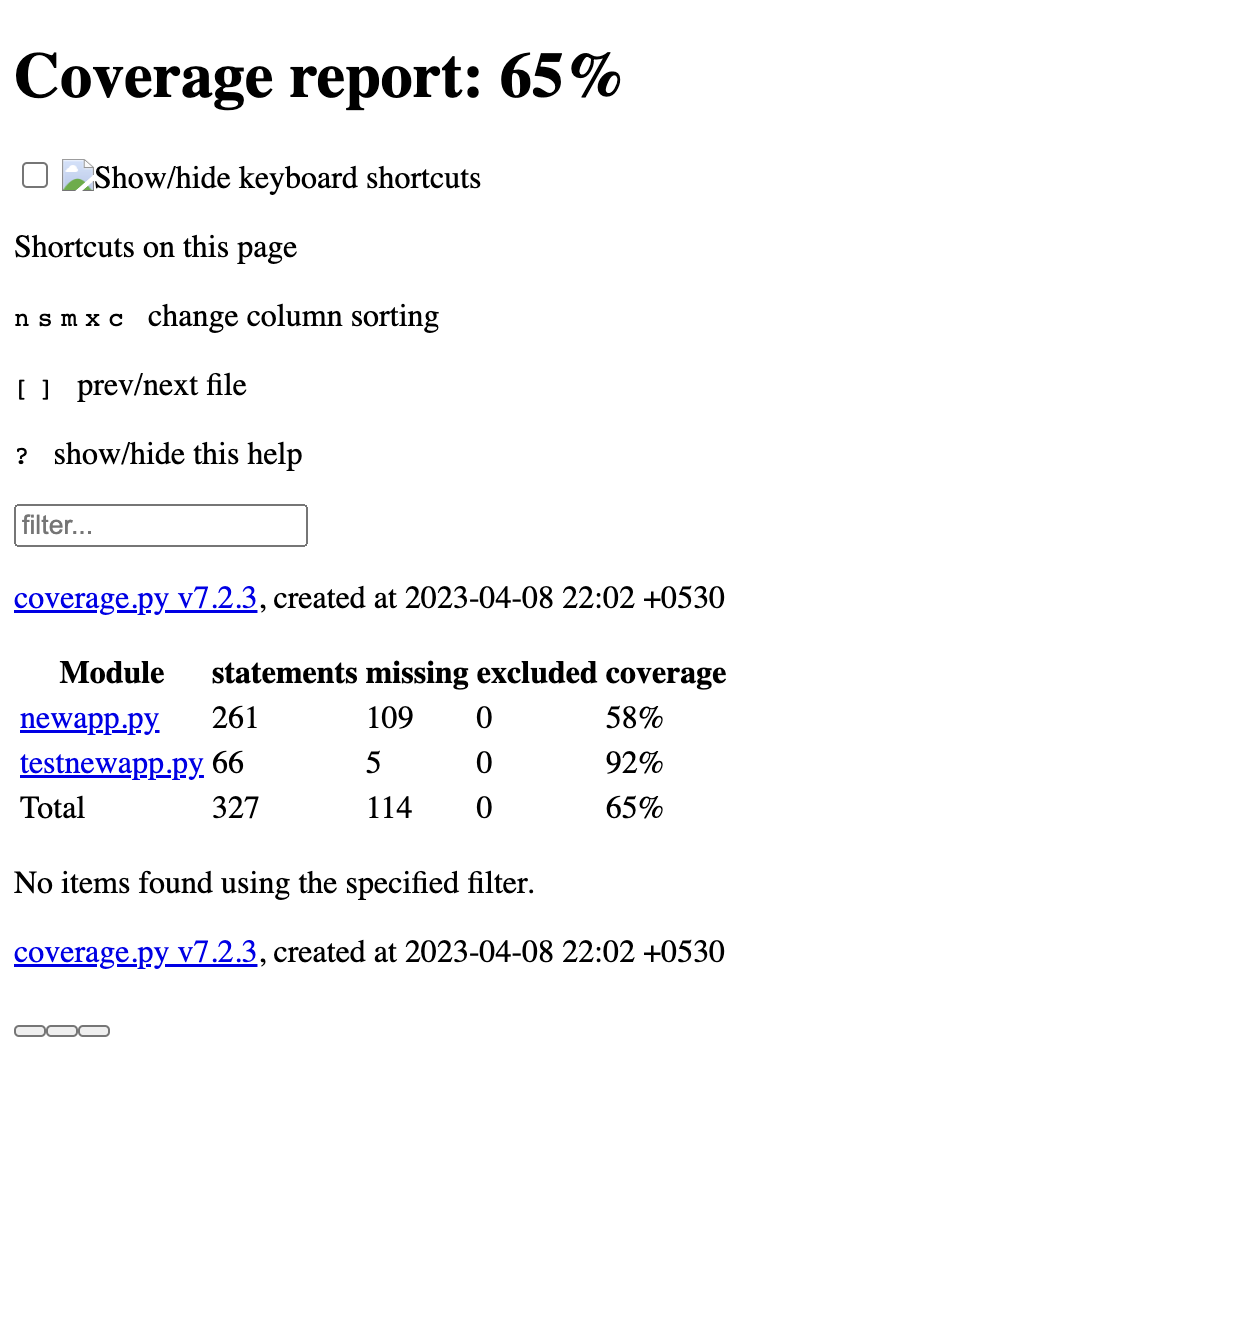 Coverage report: 65%
Show/hide keyboard shortcuts
Shortcuts on this page
n s m x c change column sorting
[ ] prev/next file
? show/hide this help
filter...
coverage.py v7.2.3, created at 2023-04-08 22:02 +0530
Module statements missing excluded coverage
newapp.py 261 109 0 58%
testnewapp.py 66 5 0 92%
Total 327 114 0 65%
No items found using the specified filter.
coverage.py v7.2.3, created at 2023-04-08 22:02 +0530